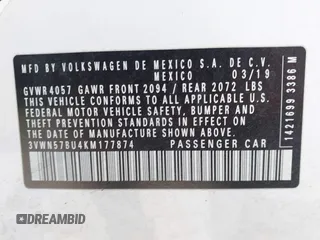 MFD BY VOLKSWAGEN DE MEXICO S.A. DE C.V.
MEXICO 03/19
GVWR4057 GAWR FRONT 2094 / REAR 2072 LBS
THIS VEHICLE CONFORMS TO ALL APPLICABLE
FEDERAL MOTOR VEHICLE SAFETY, BUMPER AND
THEFT PREVENTION STANDARDS IN EFFECT ON
THE DATE OF MANUFACTURE SHOWN ABOVE.
3VWN57BU4KM177874 PASSENGER CAR
1421699 3386 M
DREAMBID